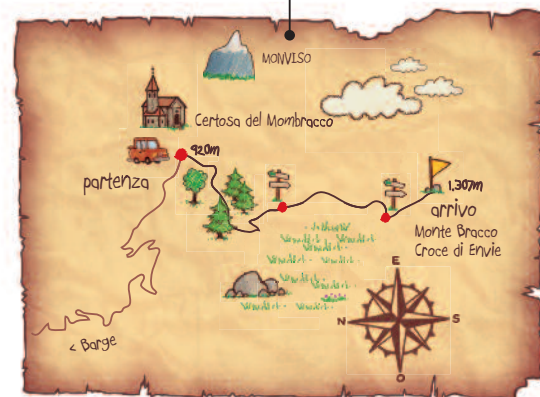 MONVISO
Certosa del Mombracco
920m
partenza
1.307m
arrivo
Monte Bracco
Croce di Envie
E
N
S
O
< Barge